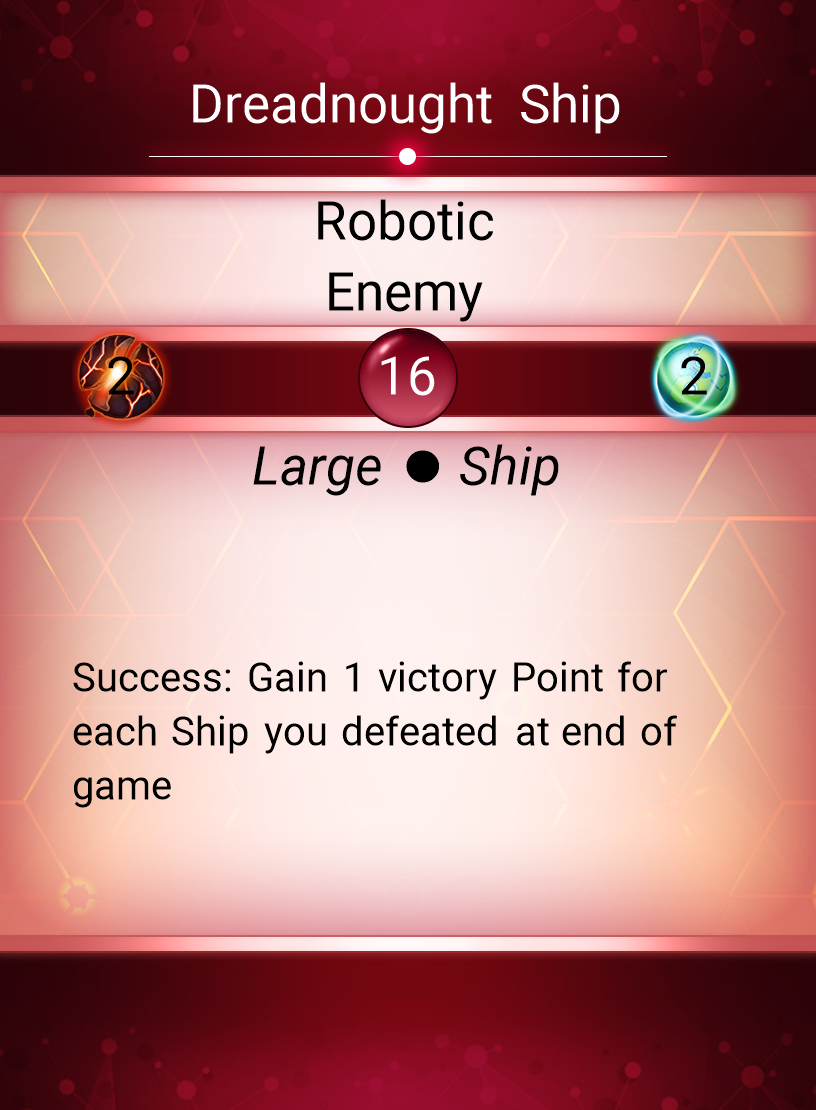 Dreadnought Ship
Robotic
Enemy
2 16 2
Large ● Ship
Success: Gain 1 victory Point for
each Ship you defeated at end of
game